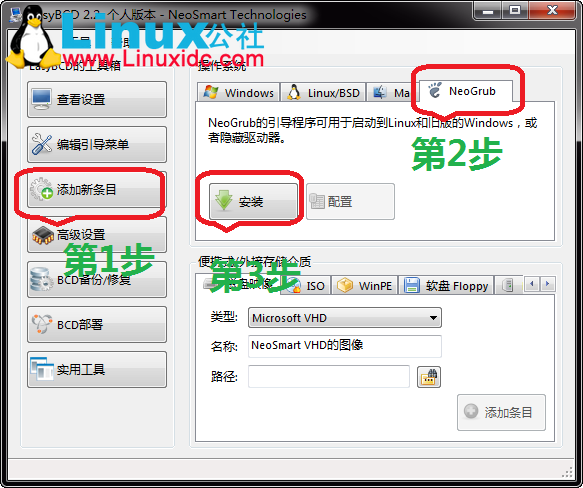 EasyBCD 2.2 个人版本 - NeoSmart Technologies
Linux公社
www.Linuxidc.com
EasyBCD的工具箱
查看设置
编辑引导菜单
添加新条目
高级设置
第1步
BCD备份/修复
BCD部署
实用工具
操作系统
Windows
Linux/BSD
Ma
NeoGrub
NeoGrub的引导程序可用于启动到Linux和旧版的Windows，或
者隐藏驱动器。
第2步
安装
配置
第3步
便携式/外接存储介质
磁盘映像
ISO
WinPE
软盘 Floppy
类型:
Microsoft VHD
名称:
NeoSmart VHD的图像
路径:
添加条目